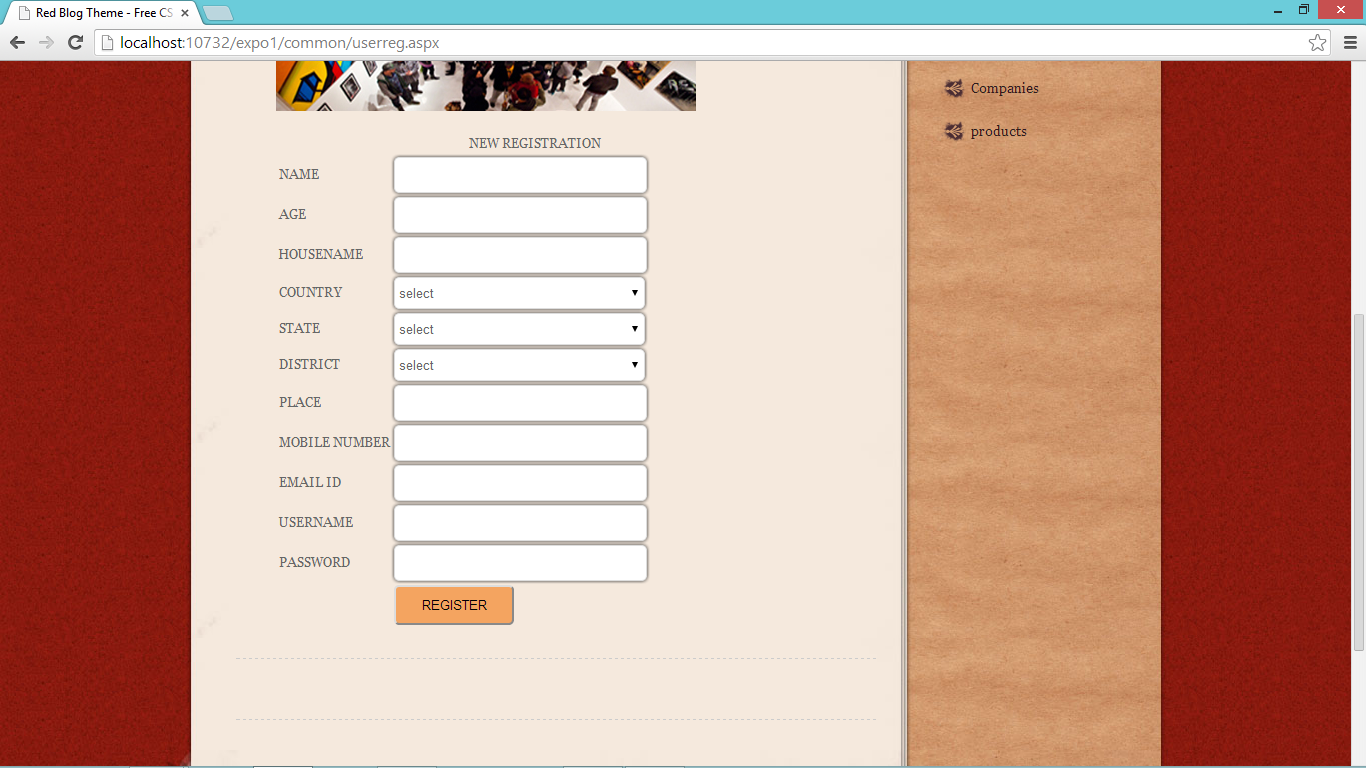 Red Blog Theme - Free CS
localhost:10732/expo1/common/userreg.aspx
Companies
products
NEW REGISTRATION
NAME
AGE
HOUSENAME
COUNTRY select
STATE select
DISTRICT select
PLACE
MOBILE NUMBER
EMAIL ID
USERNAME
PASSWORD
REGISTER